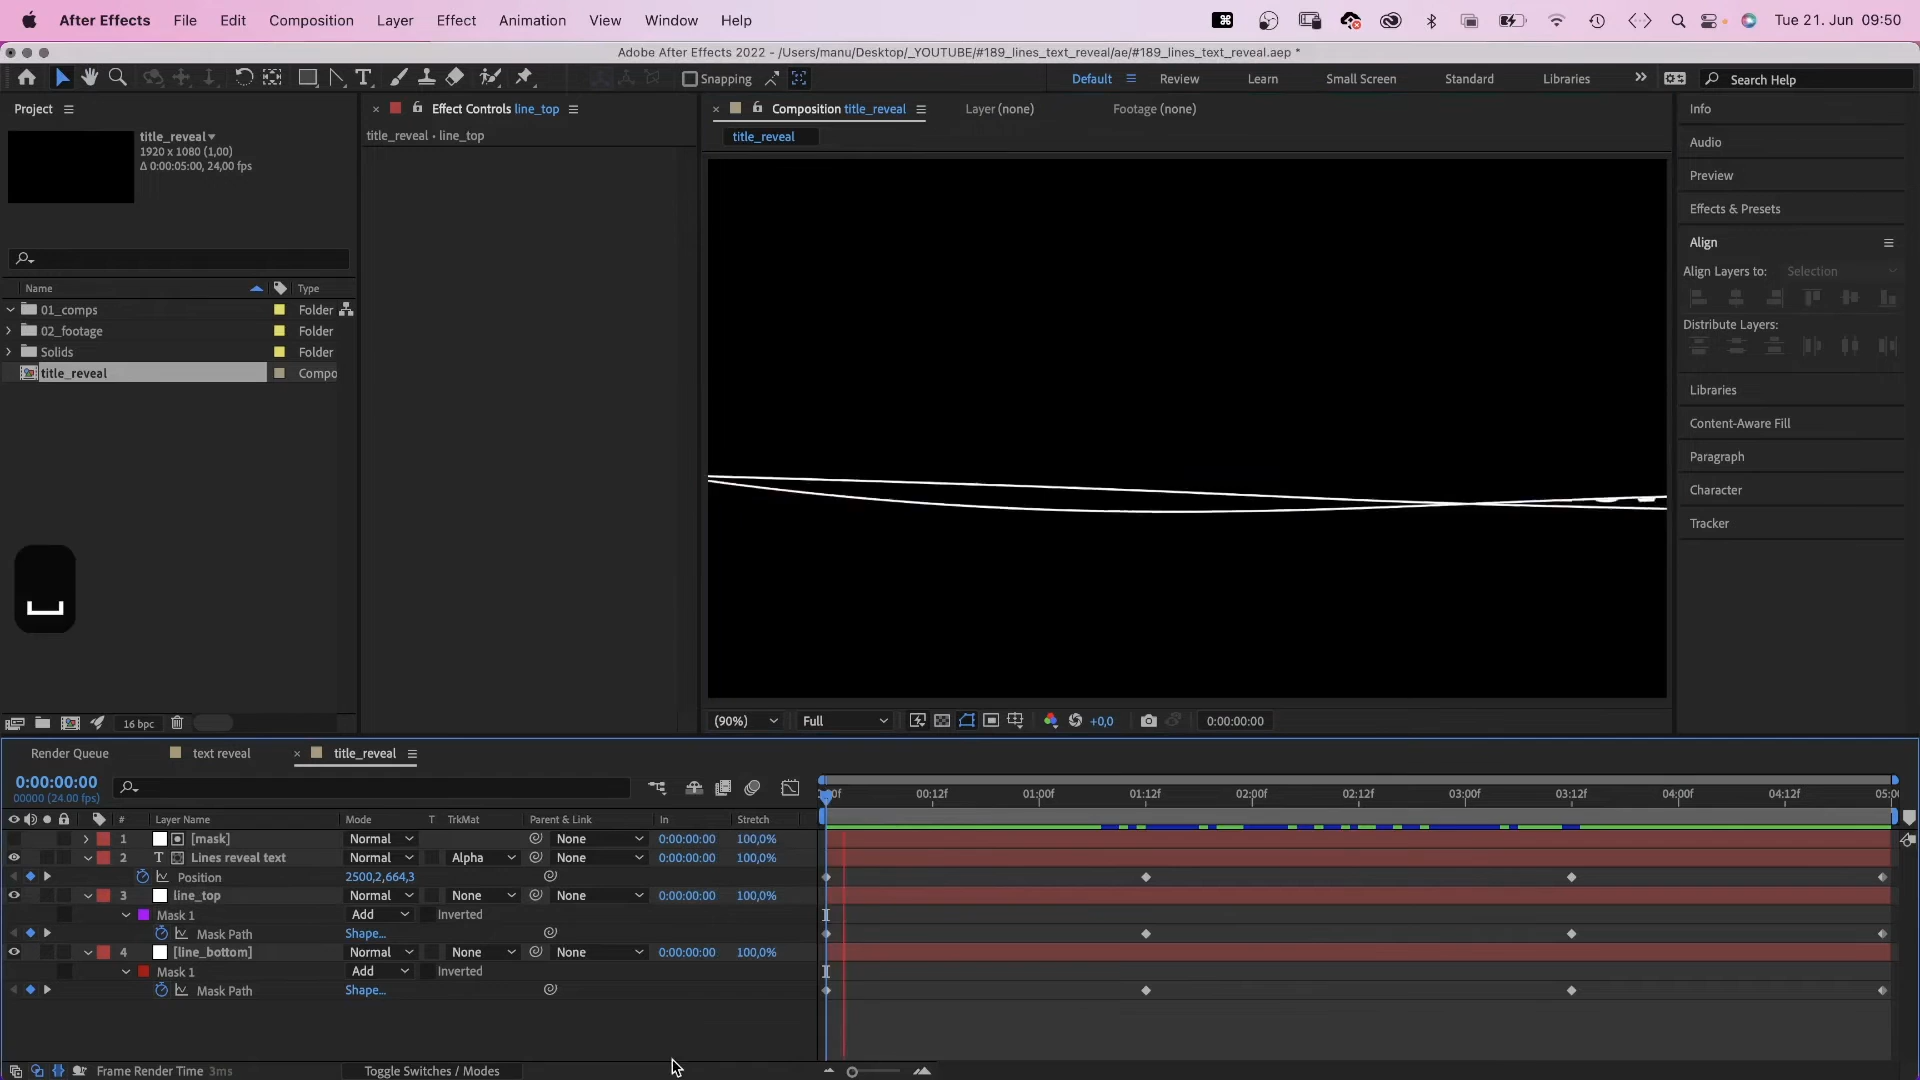 After Effects File Edit Composition Layer Effect Animation View Window Help Tue 21. Jun 09:50
Adobe After Effects 2022 - /Users/manu/Desktop/_YOUTUBE/#189_lines_text_reveal/ae/#189_lines_text_reveal.aep *
Snapping Default Review Learn Small Screen Standard Libraries Search Help
Project Effect Controls line_top Composition title_reveal Layer (none) Footage (none) Info
title_reveal
1920 x 1080 (1,00)
Δ 0:00:05:00, 24,00 fps
title_reveal • line_top
title_reveal
Audio
Preview
Effects & Presets
Align
Align Layers to: Selection
Distribute Layers:
Libraries
Content-Aware Fill
Paragraph
Character
Tracker
Name Type
01_comps Folder
02_footage Folder
Solids Folder
title_reveal Compo
16 bpc (90%) Full +0,0 0:00:00:00
Render Queue text reveal title_reveal
0:00:00:00
00000 (24.00 fps)
00:12f 01:00f 01:12f 02:00f 02:12f 03:00f 03:12f 04:00f 04:12f
# Layer Name Mode T TrkMat Parent & Link In Stretch
1 [mask] Normal None 0:00:00:00 100,0%
2 T Lines reveal text Normal Alpha None 0:00:00:00 100,0%
Position 2500,2,664,3
3 line_top Normal None None 0:00:00:00 100,0%
Mask 1 Add Inverted
Mask Path Shape...
4 [line_bottom] Normal None None 0:00:00:00 100,0%
Mask 1 Add Inverted
Mask Path Shape...
Frame Render Time 3ms Toggle Switches / Modes